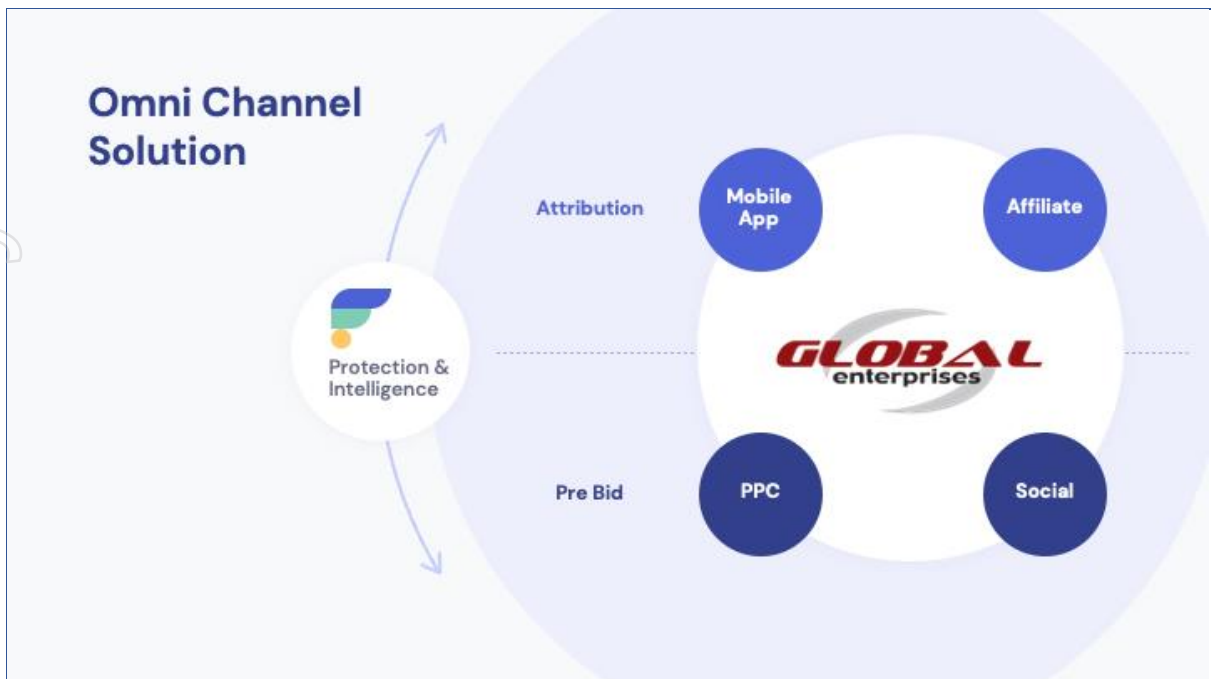 Omni Channel
Solution
Attribution
Mobile
App
Affiliate
Protection &
Intelligence
GLOBAL
enterprises
Pre Bid
PPC
Social